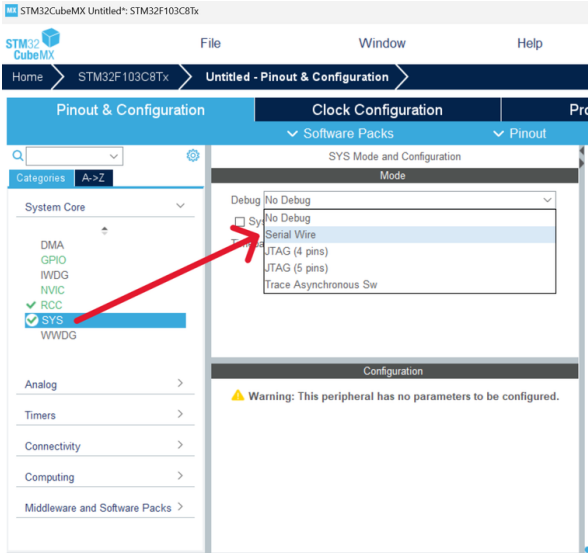 MX STM32CubeMX Untitled*: STM32F103C8Tx
STM32
CubeMX
File Window Help
Home STM32F103C8Tx Untitled - Pinout & Configuration
Pinout & Configuration Clock Configuration Pro
Software Packs Pinout
SYS Mode and Configuration
Categories A->Z
Mode
System Core
Debug No Debug
No Debug
Serial Wire
JTAG (4 pins)
JTAG (5 pins)
Trace Asynchronous Sw
DMA
GPIO
IWDG
NVIC
RCC
SYS
WWDG
Configuration
Warning: This peripheral has no parameters to be configured.
Analog
Timers
Connectivity
Computing
Middleware and Software Packs